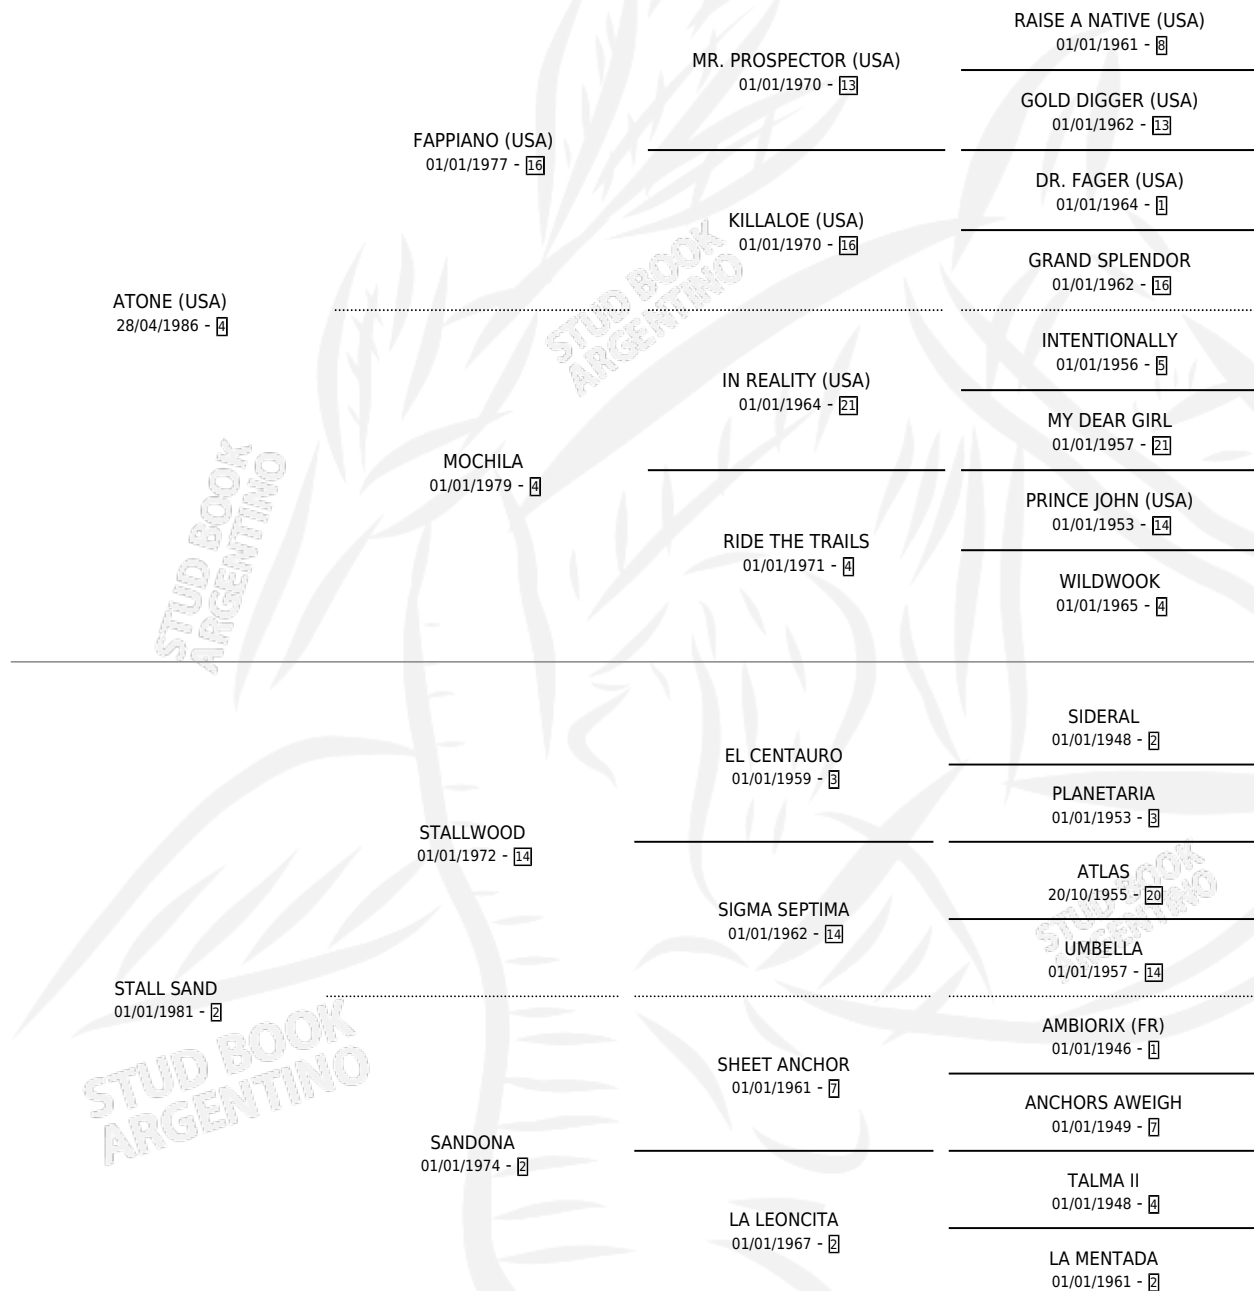 RAISE A NATIVE (USA)
01/01/1961 - 8
MR. PROSPECTOR (USA)
01/01/1970 - 13
GOLD DIGGER (USA)
01/01/1962 - 13
FAPPIANO (USA)
01/01/1977 - 16
DR. FAGER (USA)
01/01/1964 - 1
KILLALOE (USA)
01/01/1970 - 16
GRAND SPLENDOR
01/01/1962 - 16
ATONE (USA)
28/04/1986 - 4
INTENTIONALLY
01/01/1956 - 5
IN REALITY (USA)
01/01/1964 - 21
MY DEAR GIRL
01/01/1957 - 21
MOCHILA
01/01/1979 - 4
PRINCE JOHN (USA)
01/01/1953 - 14
RIDE THE TRAILS
01/01/1971 - 4
WILDWOOK
01/01/1965 - 4
SIDERAL
01/01/1948 - 2
EL CENTAURO
01/01/1959 - 3
PLANETARIA
01/01/1953 - 3
STALLWOOD
01/01/1972 - 14
ATLAS
20/10/1955 - 20
SIGMA SEPTIMA
01/01/1962 - 14
UMBELLA
01/01/1957 - 14
STALL SAND
01/01/1981 - 2
AMBIORIX (FR)
01/01/1946 - 1
SHEET ANCHOR
01/01/1961 - 7
ANCHORS AWEIGH
01/01/1949 - 7
SANDONA
01/01/1974 - 2
TALMA II
01/01/1948 - 4
LA LEONCITA
01/01/1967 - 2
LA MENTADA
01/01/1961 - 2
STUD BOOK
ARGENTINO
STUD BOOK
ARGENTINO
STUD BOOK
ARGENTINO
STUD BOOK
ARGENTINO